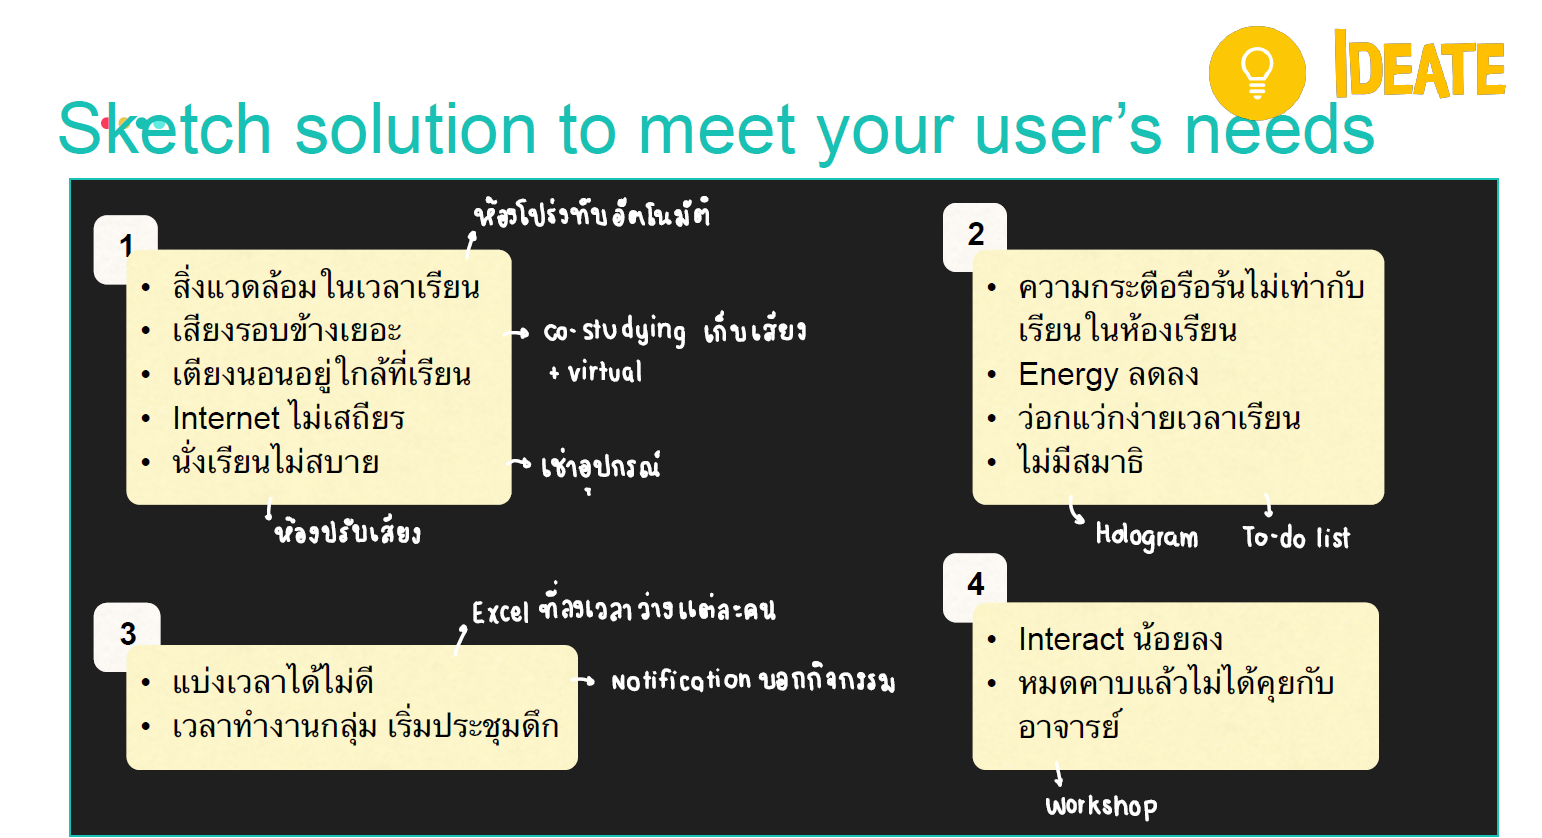 IDEATE
Sketch solution to meet your user's needs
ห้องโปร่งทึบอัตโนมัติ
1
• สิ่งแวดล้อมในเวลาเรียน
• เสียงรอบข้างเยอะ
• เตียงนอนอยู่ใกล้ที่เรียน
• Internet ไม่เสถียร
• นั่งเรียนไม่สบาย
co-studying เก็บเสียง
+ virtual
เช่าอุปกรณ์
ห้องปรับเสียง
2
• ความกระตือรือร้นไม่เท่ากับ
เรียนในห้องเรียน
• Energy ลดลง
• ว่อกแว่กง่ายเวลาเรียน
• ไม่มีสมาธิ
Hologram
To-do list
3
Excel ที่ลงเวลาว่างแต่ละคน
• แบ่งเวลาได้ไม่ดี
• เวลาทำงานกลุ่ม เริ่มประชุมดึก
Notification บอกกิจกรรม
4
• Interact น้อยลง
• หมดคาบแล้วไม่ได้คุยกับ
อาจารย์
Workshop